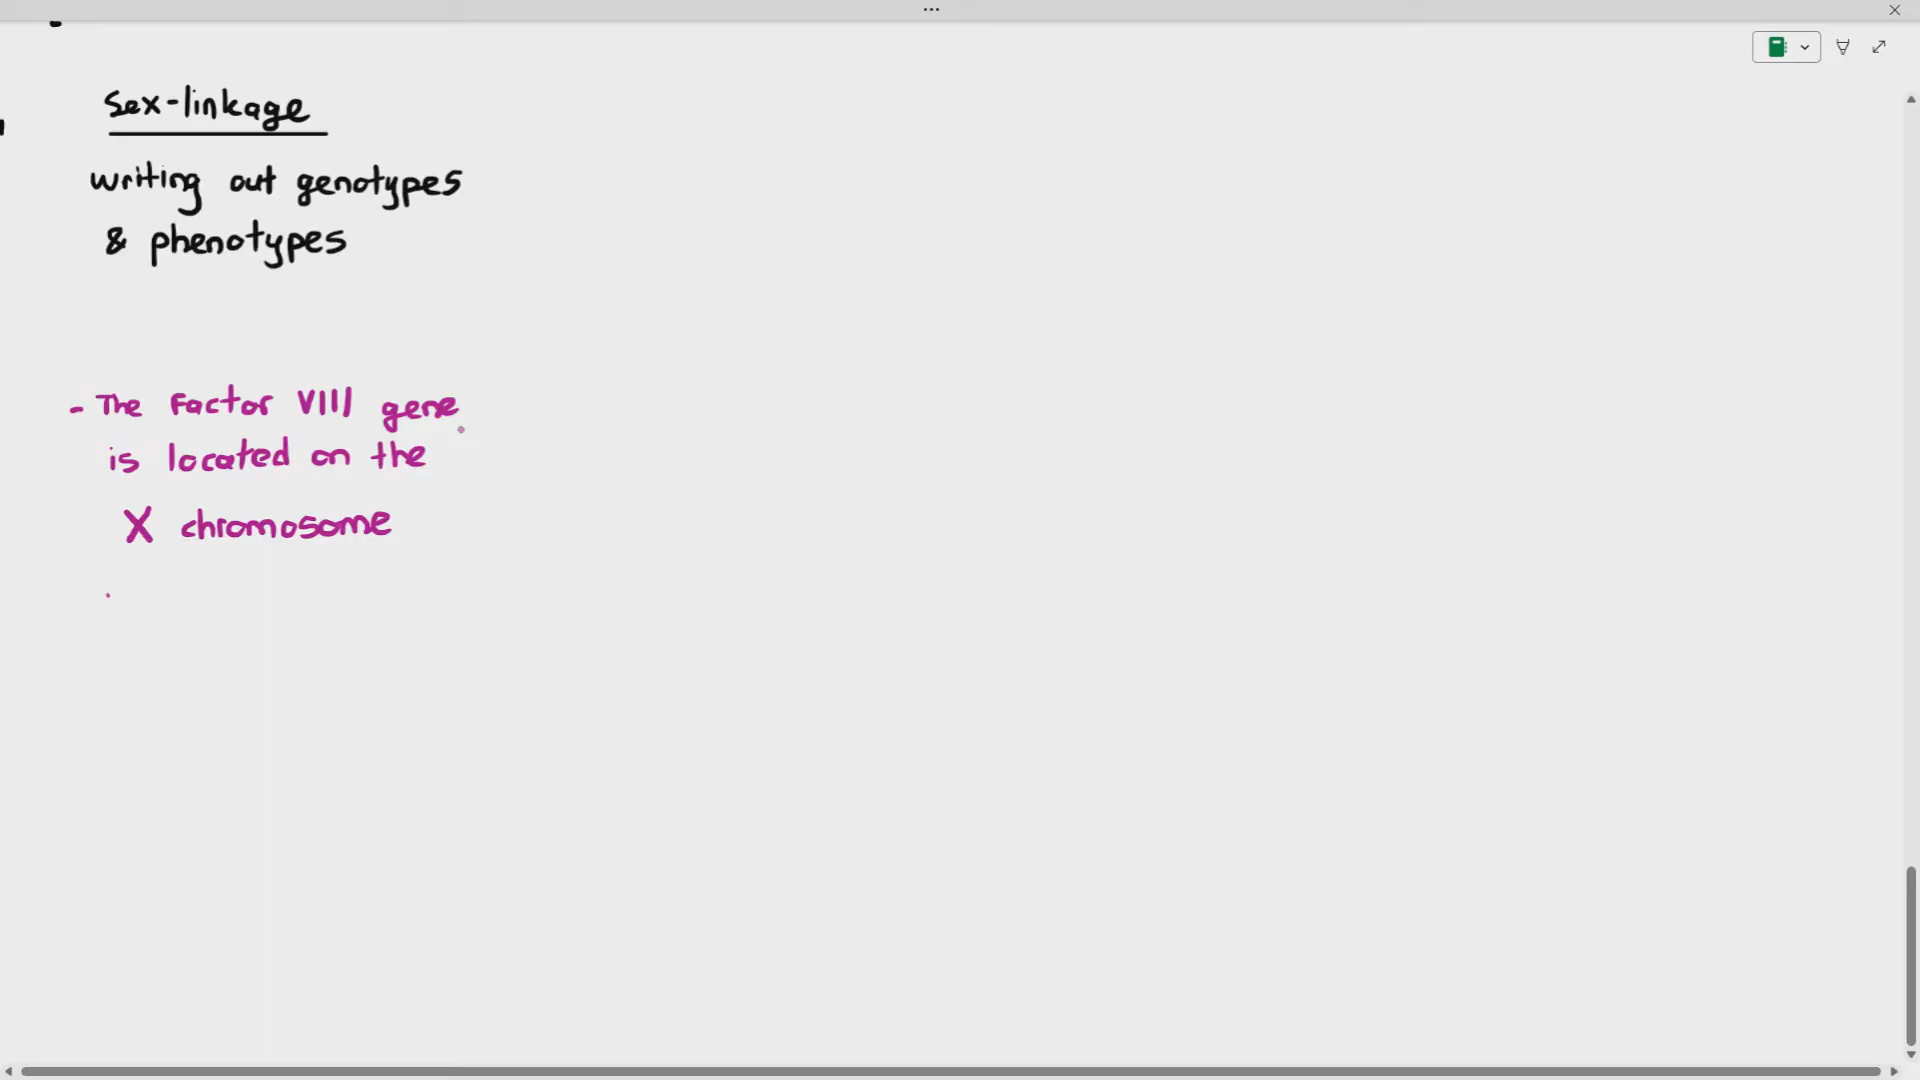 Sex-linkage
writing out genotypes
& phenotypes
- The Factor VIII gene
is located on the
X chromosome